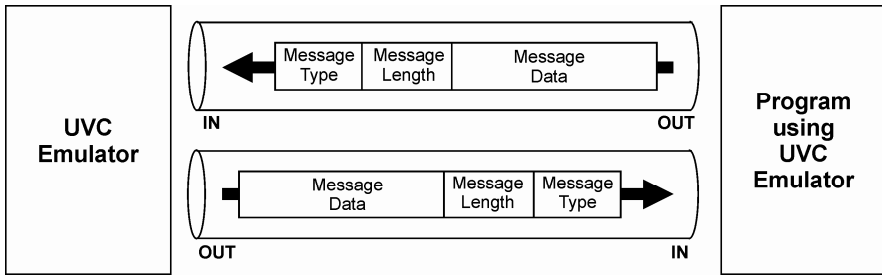 UVC
Emulator
Message
Type
Message
Length
Message
Data
IN
OUT
Message
Data
Message
Length
Message
Type
OUT
IN
Program
using
UVC
Emulator